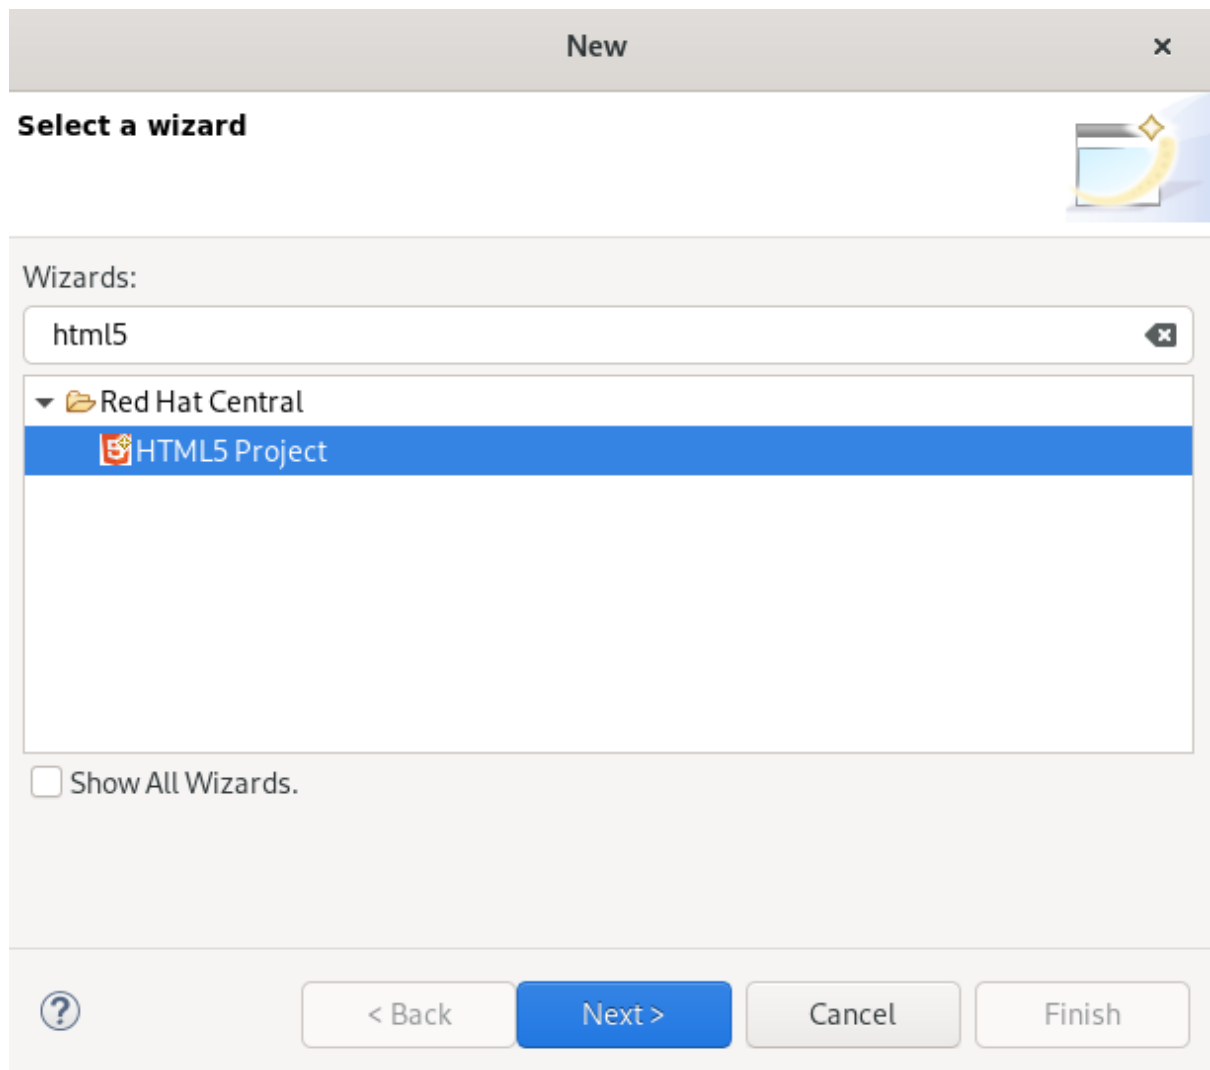 New
Select a wizard
Wizards:
html5
Red Hat Central
HTML5 Project
Show All Wizards.
< Back
Next >
Cancel
Finish